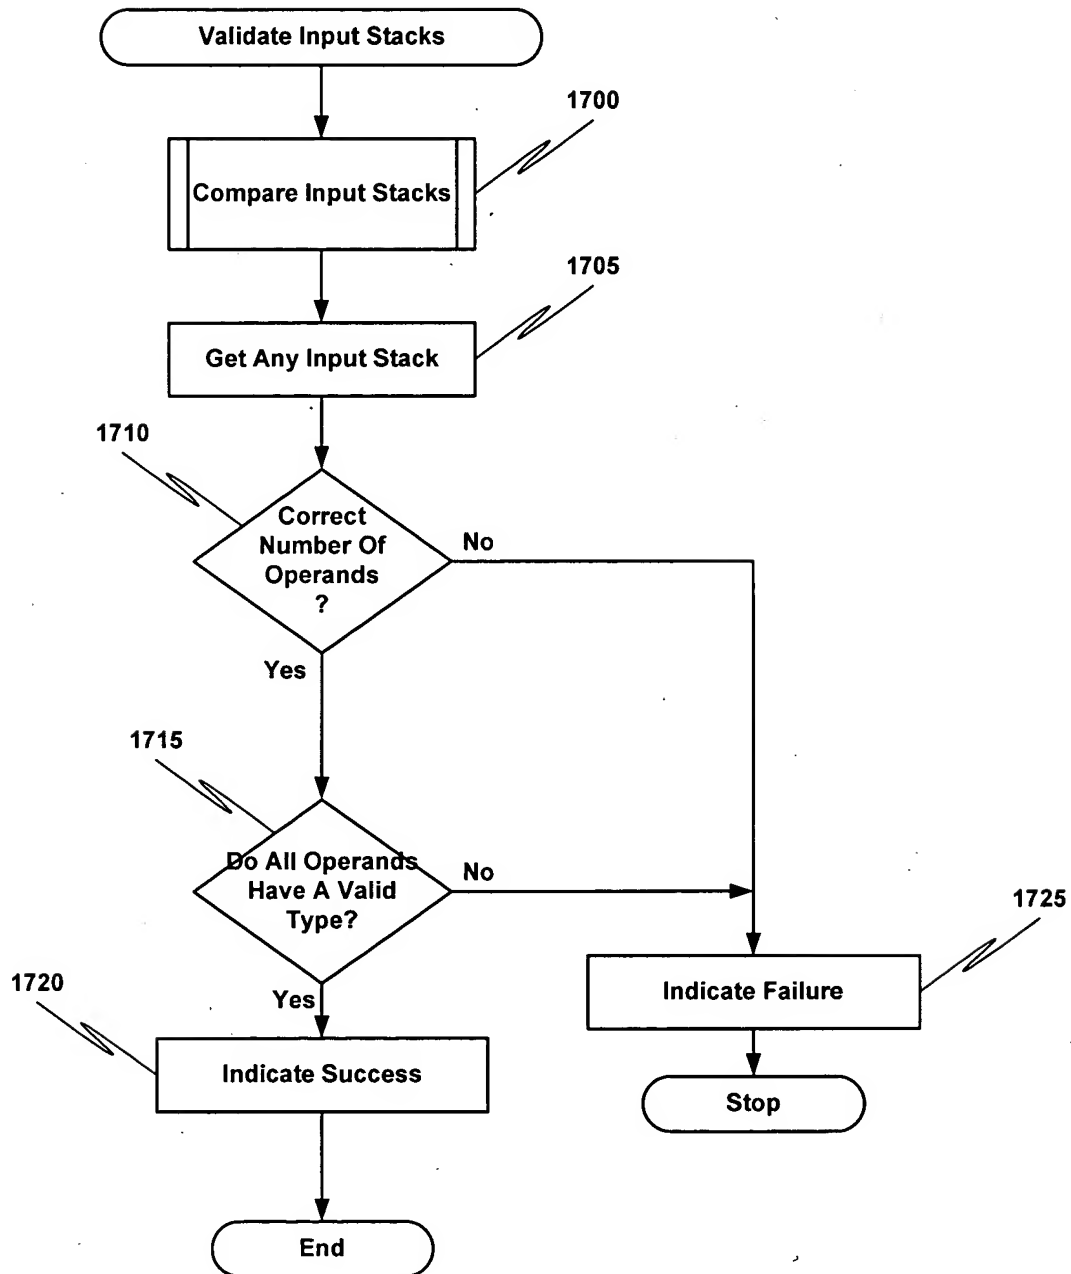 Validate Input Stacks
1700
Compare Input Stacks
1705
Get Any Input Stack
1710
Correct
Number Of
Operands
?
No
Yes
1715
Do All Operands
Have A Valid
Type?
No
1725
1720
Yes
Indicate Failure
Indicate Success
Stop
End